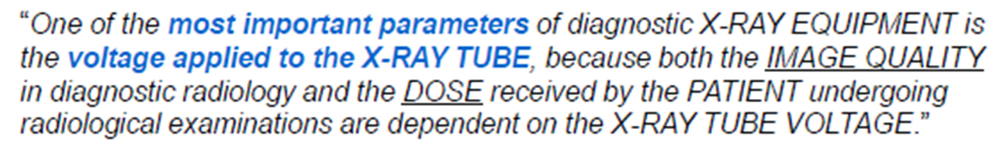 “One of the most important parameters of diagnostic X-RAY EQUIPMENT is
the voltage applied to the X-RAY TUBE, because both the IMAGE QUALITY
in diagnostic radiology and the DOSE received by the PATIENT undergoing
radiological examinations are dependent on the X-RAY TUBE VOLTAGE.”